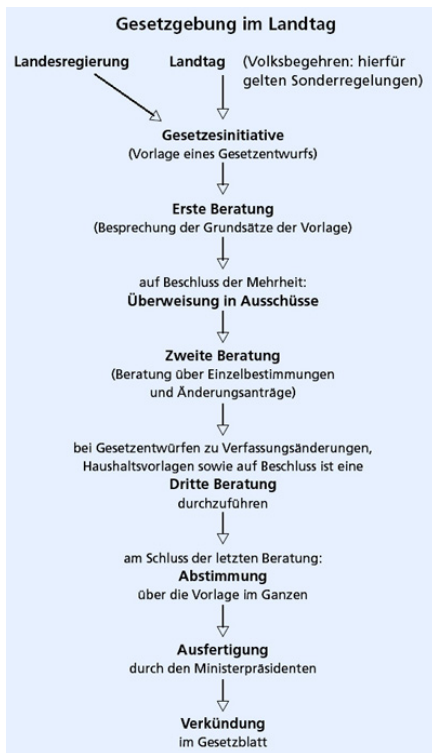 Gesetzgebung im Landtag
Landesregierung Landtag (Volksbegehren: hierfür
gelten Sonderregelungen)
Gesetzesinitiative
(Vorlage eines Gesetzentwurfs)
Erste Beratung
(Besprechung der Grundsätze der Vorlage)
auf Beschluss der Mehrheit:
Überweisung in Ausschüsse
Zweite Beratung
(Beratung über Einzelbestimmungen
und Änderungsanträge)
bei Gesetzentwürfen zu Verfassungsänderungen,
Haushaltsvorlagen sowie auf Beschluss ist eine
Dritte Beratung
durchzuführen
am Schluss der letzten Beratung:
Abstimmung
über die Vorlage im Ganzen
Ausfertigung
durch den Ministerpräsidenten
Verkündung
im Gesetzblatt